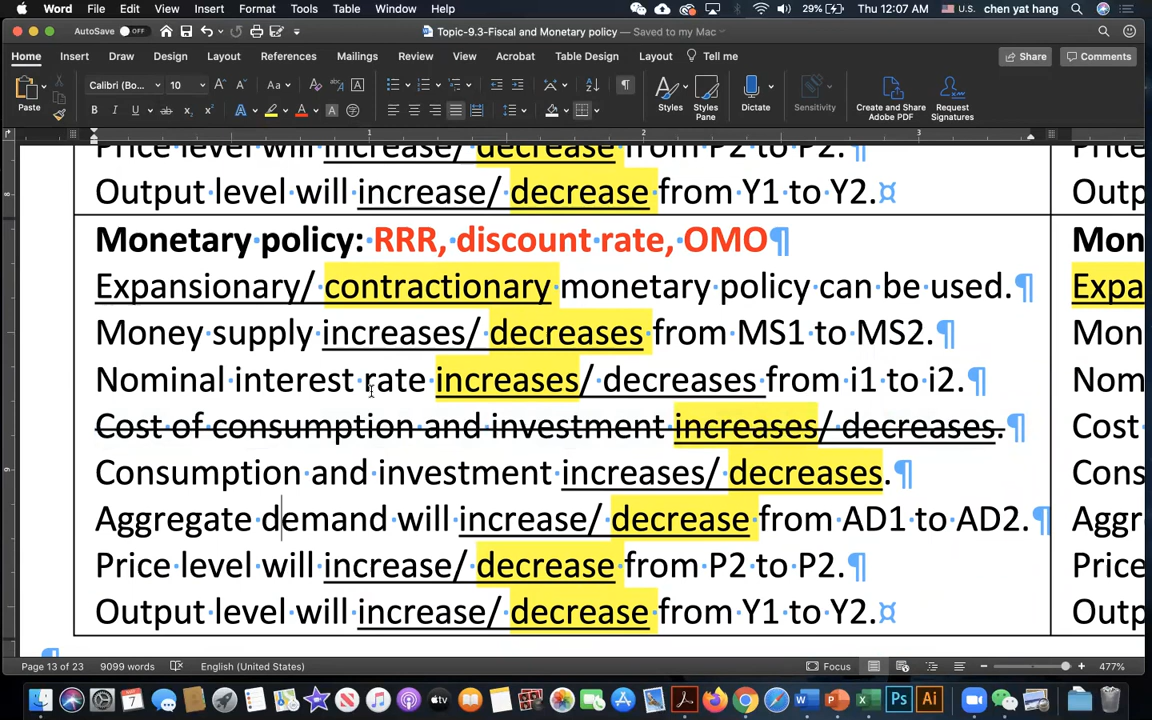 Word File Edit View Insert Format Tools Table Window Help 29% Thu 12:07 AM U.S. chen yat hang
AutoSave OFF Topic-9.3-Fiscal and Monetary policy — Saved to my Mac
Home Insert Draw Design Layout References Mailings Review View Acrobat Table Design Layout Tell me Share Comments
Paste Calibri (Bo... 10 Styles Styles Pane Dictate Sensitivity Create and Share Adobe PDF Request Signatures
1 2 3
Price level will increase/ decrease from P2 to P2.¶ Price
Output level will increase/ decrease from Y1 to Y2.¤ Outp
Monetary policy: RRR, discount rate, OMO¶ Mon
Expansionary/ contractionary monetary policy can be used.¶ Expa
Money supply increases/ decreases from MS1 to MS2.¶ Mon
Nominal interest rate increases/ decreases from i1 to i2.¶ Nom
Cost of consumption and investment increases/ decreases.¶ Cost
Consumption and investment increases/ decreases.¶ Cons
Aggregate demand will increase/ decrease from AD1 to AD2.¶ Aggr
Price level will increase/ decrease from P2 to P2.¶ Price
Output level will increase/ decrease from Y1 to Y2.¤ Outp
Page 13 of 23 9099 words English (United States) Focus 477%